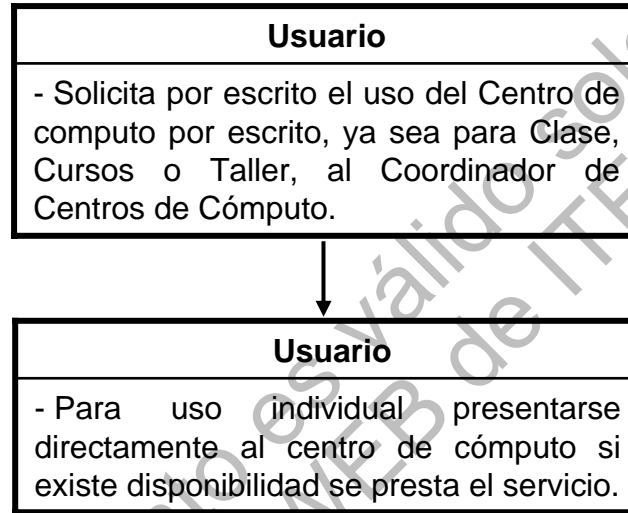 Usuario
- Solicita por escrito el uso del Centro de
computo por escrito, ya sea para Clase,
Cursos o Taller, al Coordinador de
Centros de Cómputo.
Usuario
- Para uso individual presentarse
directamente al centro de cómputo si
existe disponibilidad se presta el servicio.